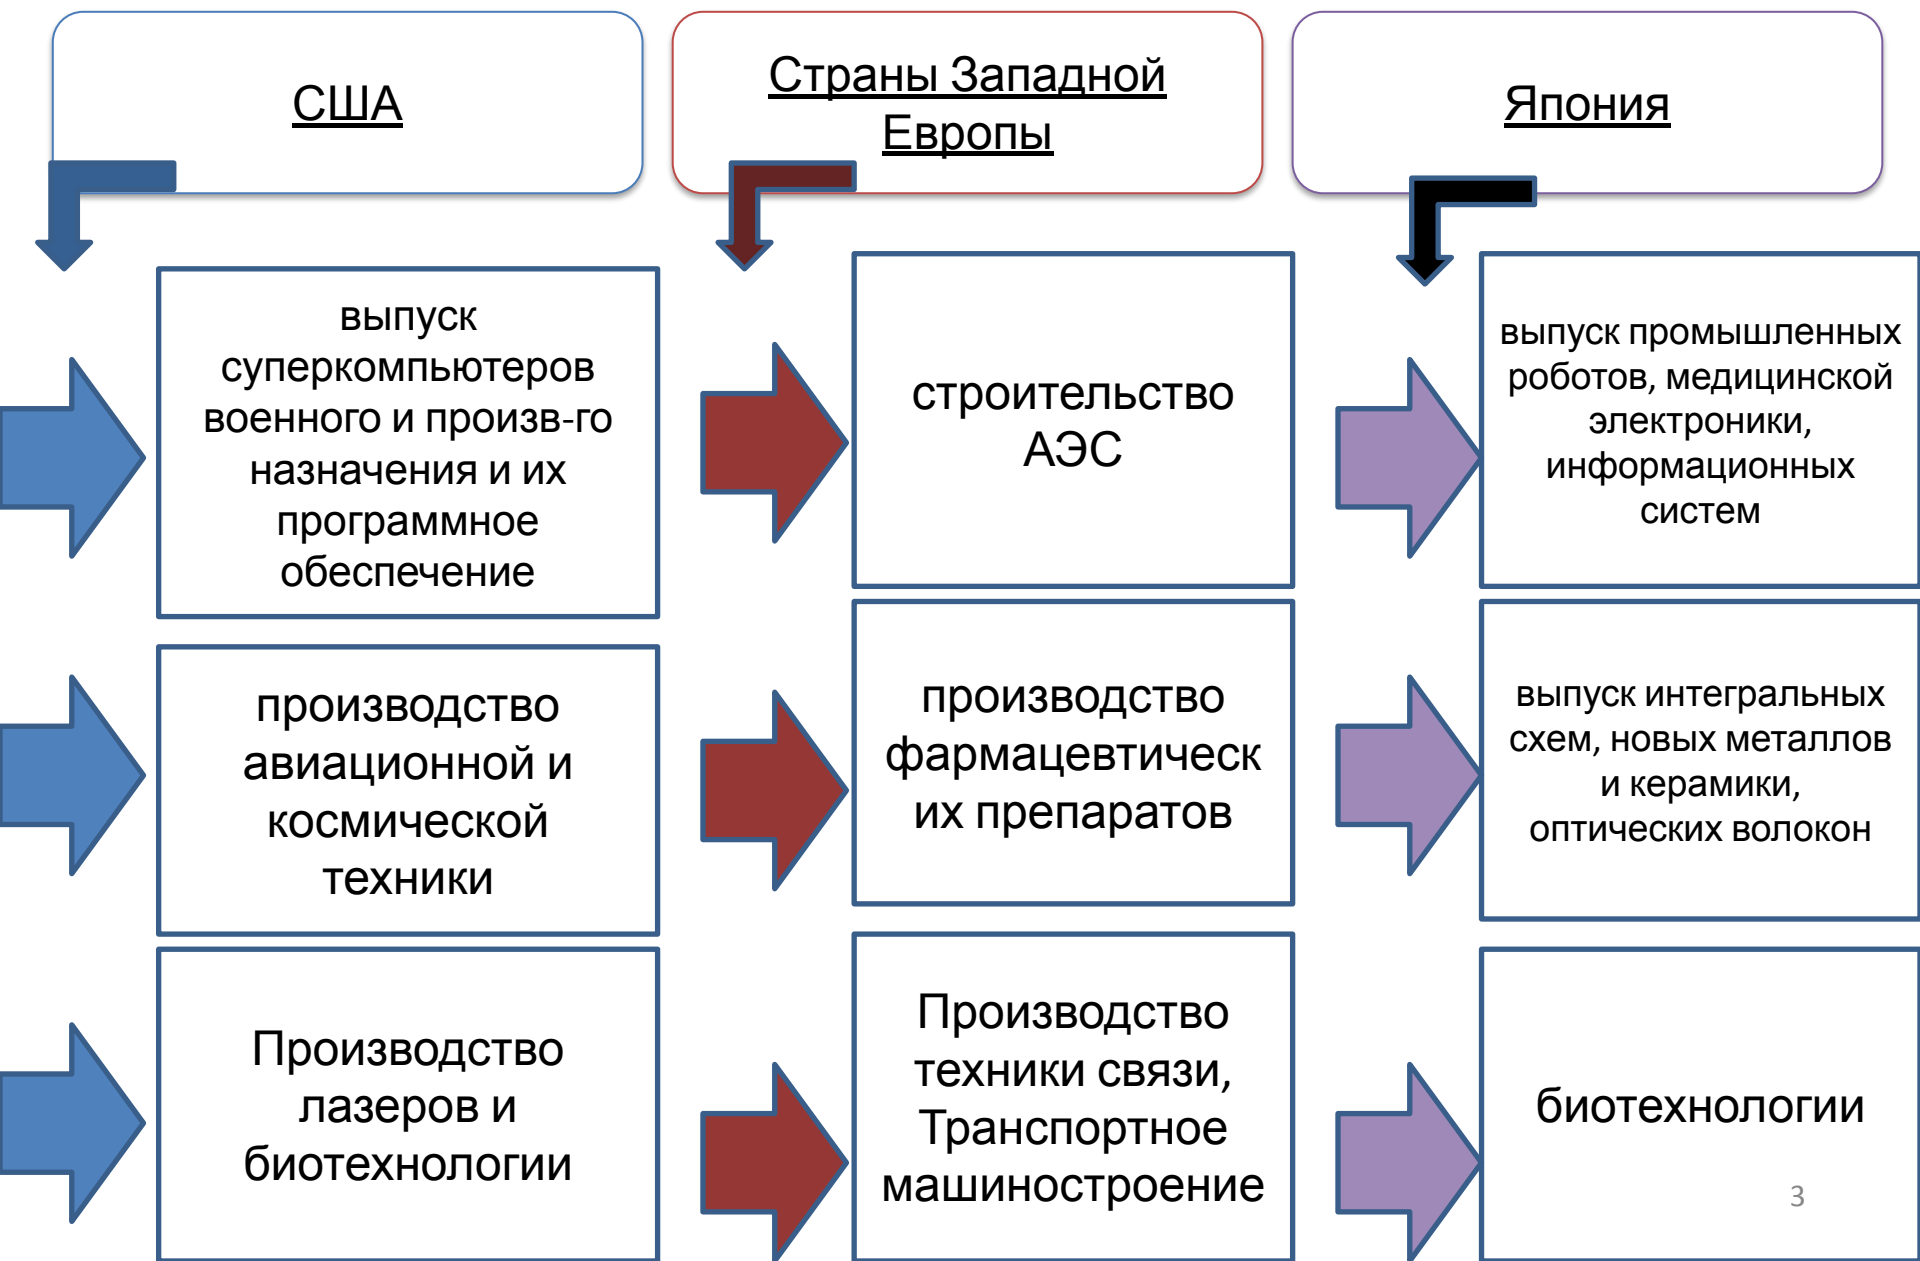 США
выпуск
суперкомпьютеров
военного и произв-го
назначения и их
программное
обеспечение
производство
авиационной и
космической
техники
Производство
лазеров и
биотехнологии
Страны Западной
Европы
строительство
АЭС
производство
фармацевтическ
их препаратов
Производство
техники связи,
Транспортное
машиностроение
Япония
выпуск промышленных
роботов, медицинской
электроники,
информационных
систем
выпуск интегральных
схем, новых металлов
и керамики,
оптических волокон
биотехнологии
3